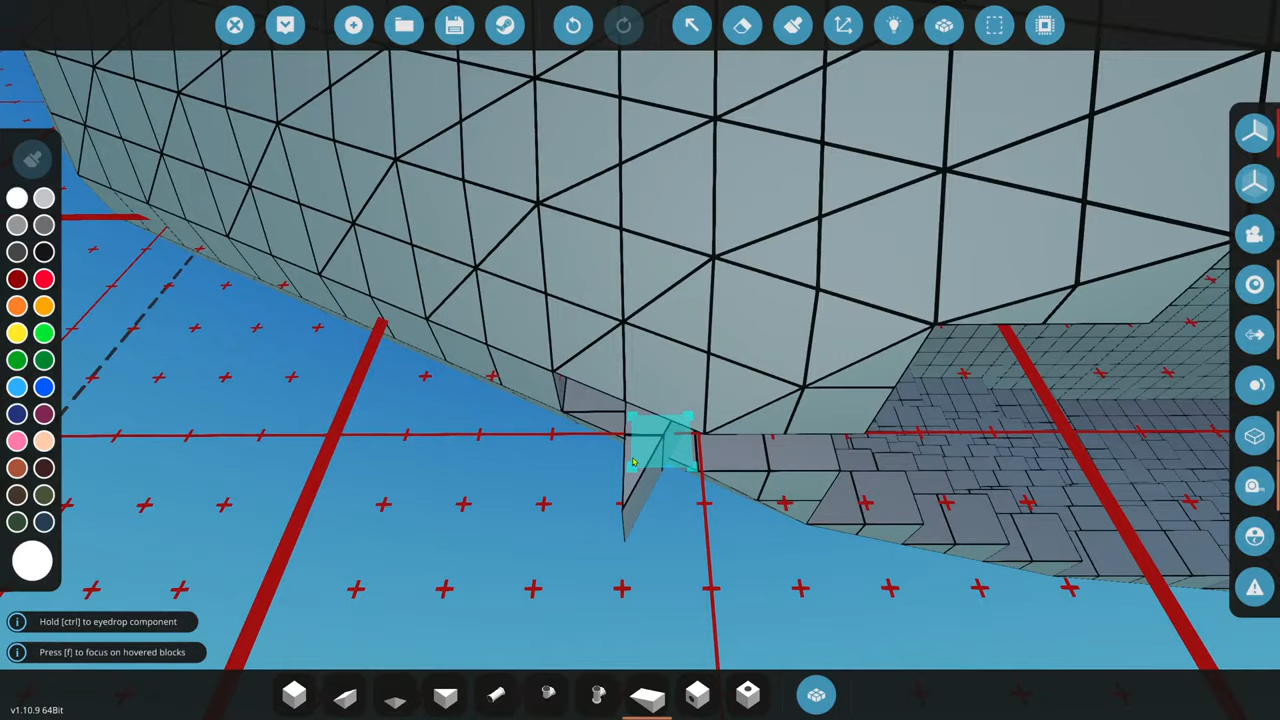 Hold [ctrl] to eyedrop component
Press [f] to focus on hovered blocks
v1.10.9 64Bit